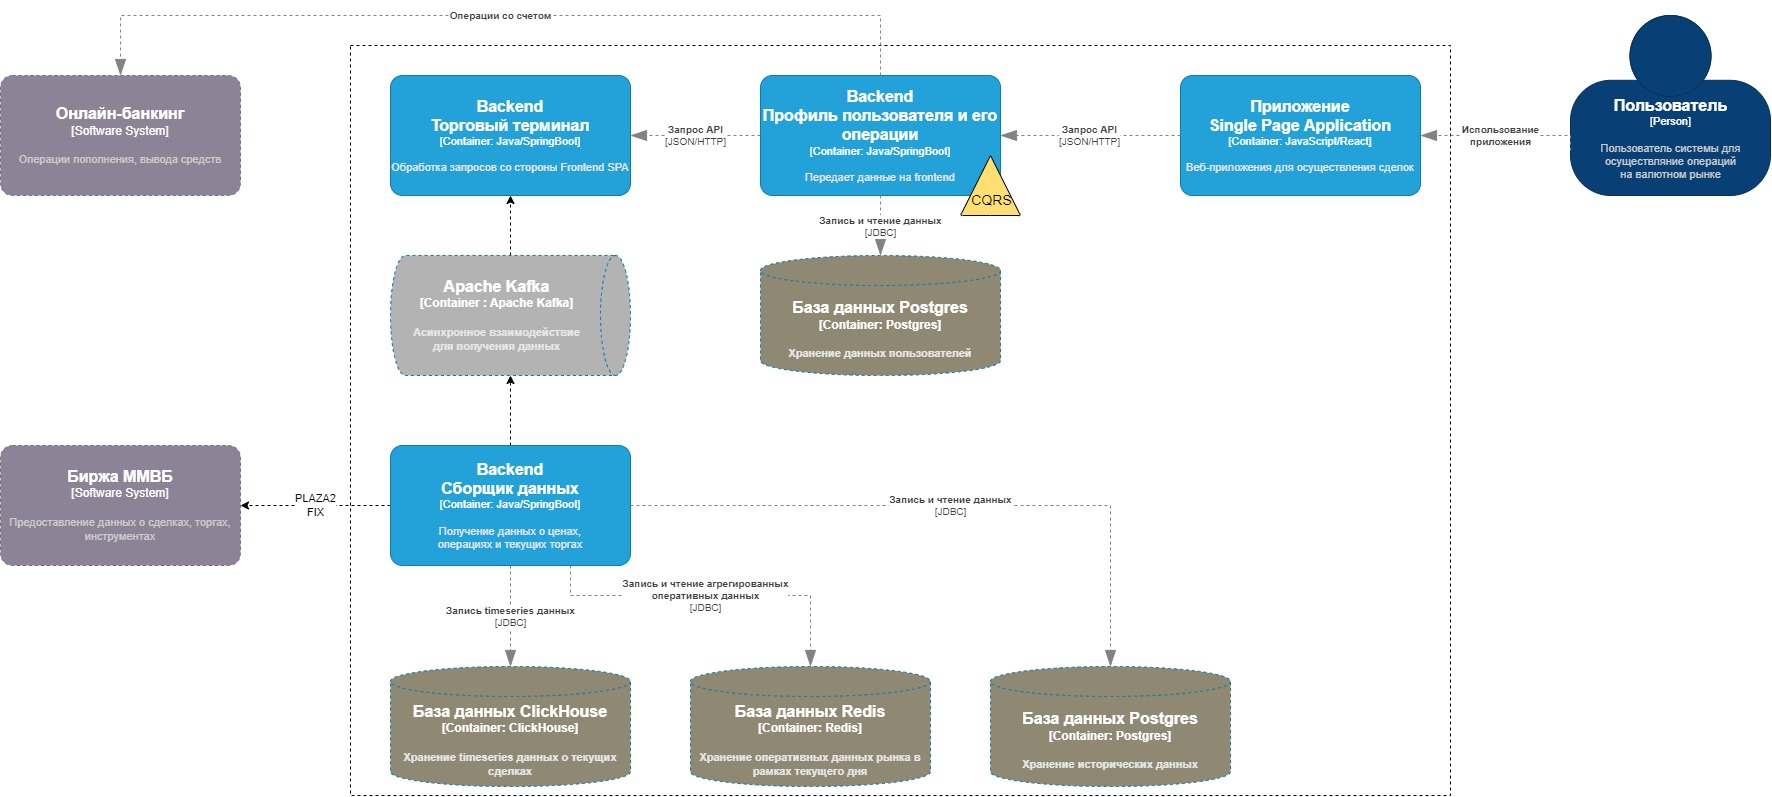 Операции со счетом
Онлайн-банкинг
[Software System]
Операции пополнения, вывода средств
Backend
Торговый терминал
[Container: Java/SpringBoot]
Обработка запросов со стороны Frontend SPA
Запрос API
[JSON/HTTP]
Backend
Профиль пользователя и его
операции
[Container: Java/SpringBoot]
Передает данные на frontend
CQRS
Запрос API
[JSON/HTTP]
Приложение
Single Page Application
[Container: JavaScript/React]
Веб-приложения для осуществления сделок
Использование
приложения
Пользователь
[Person]
Пользователь системы для
осуществляние операций
на валютном рынке
Запись и чтение данных
[JDBC]
Apache Kafka
[Container : Apache Kafka]
Асинхронное взаимодействие
для получения данных
База данных Postgres
[Container: Postgres]
Хранение данных пользователей
Биржа ММВБ
[Software System]
Предоставление данных о сделках, торгах,
инструментах
PLAZA2
FIX
Backend
Сборщик данных
[Container: Java/SpringBoot]
Получение данных о ценах,
операциях и текущих торгах
Запись и чтение данных
[JDBC]
Запись timeseries данных
[JDBC]
Запись и чтение агрегированных
оперативных данных
[JDBC]
База данных ClickHouse
[Container: ClickHouse]
Хранение timeseries данных о текущих
сделках
База данных Redis
[Container: Redis]
Хранение оперативных данных рынка в
рамках текущего дня
База данных Postgres
[Container: Postgres]
Хранение исторических данных